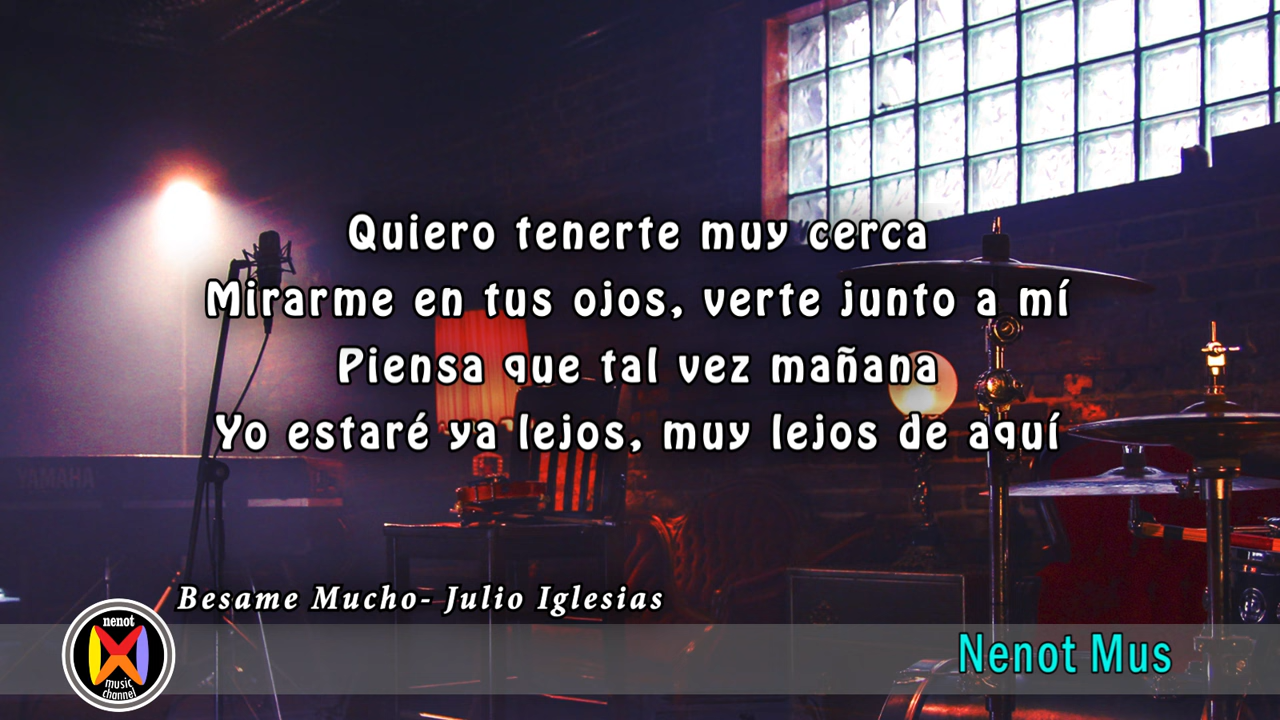 Quiero tenerte muy cerca
Mirarme en tus ojos, verte junto a mí
Piensa que tal vez mañana
Yo estaré ya lejos, muy lejos de aquí
YAMAHA
Besame Mucho- Julio Iglesias
nenot
music
channel
Nenot Mus